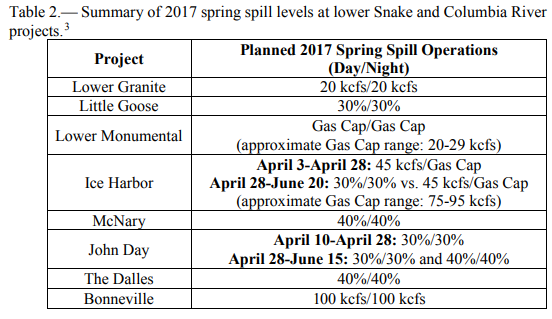 Table 2.— Summary of 2017 spring spill levels at lower Snake and Columbia River
projects.3
Project
Planned 2017 Spring Spill Operations
(Day/Night)
Lower Granite
20 kcfs/20 kcfs
Little Goose
30%/30%
Lower Monumental
Gas Cap/Gas Cap
(approximate Gas Cap range: 20-29 kcfs)
Ice Harbor
April 3-April 28: 45 kcfs/Gas Cap
April 28-June 20: 30%/30% vs. 45 kcfs/Gas Cap
(approximate Gas Cap range: 75-95 kcfs)
McNary
40%/40%
John Day
April 10-April 28: 30%/30%
April 28-June 15: 30%/30% and 40%/40%
The Dalles
40%/40%
Bonneville
100 kcfs/100 kcfs